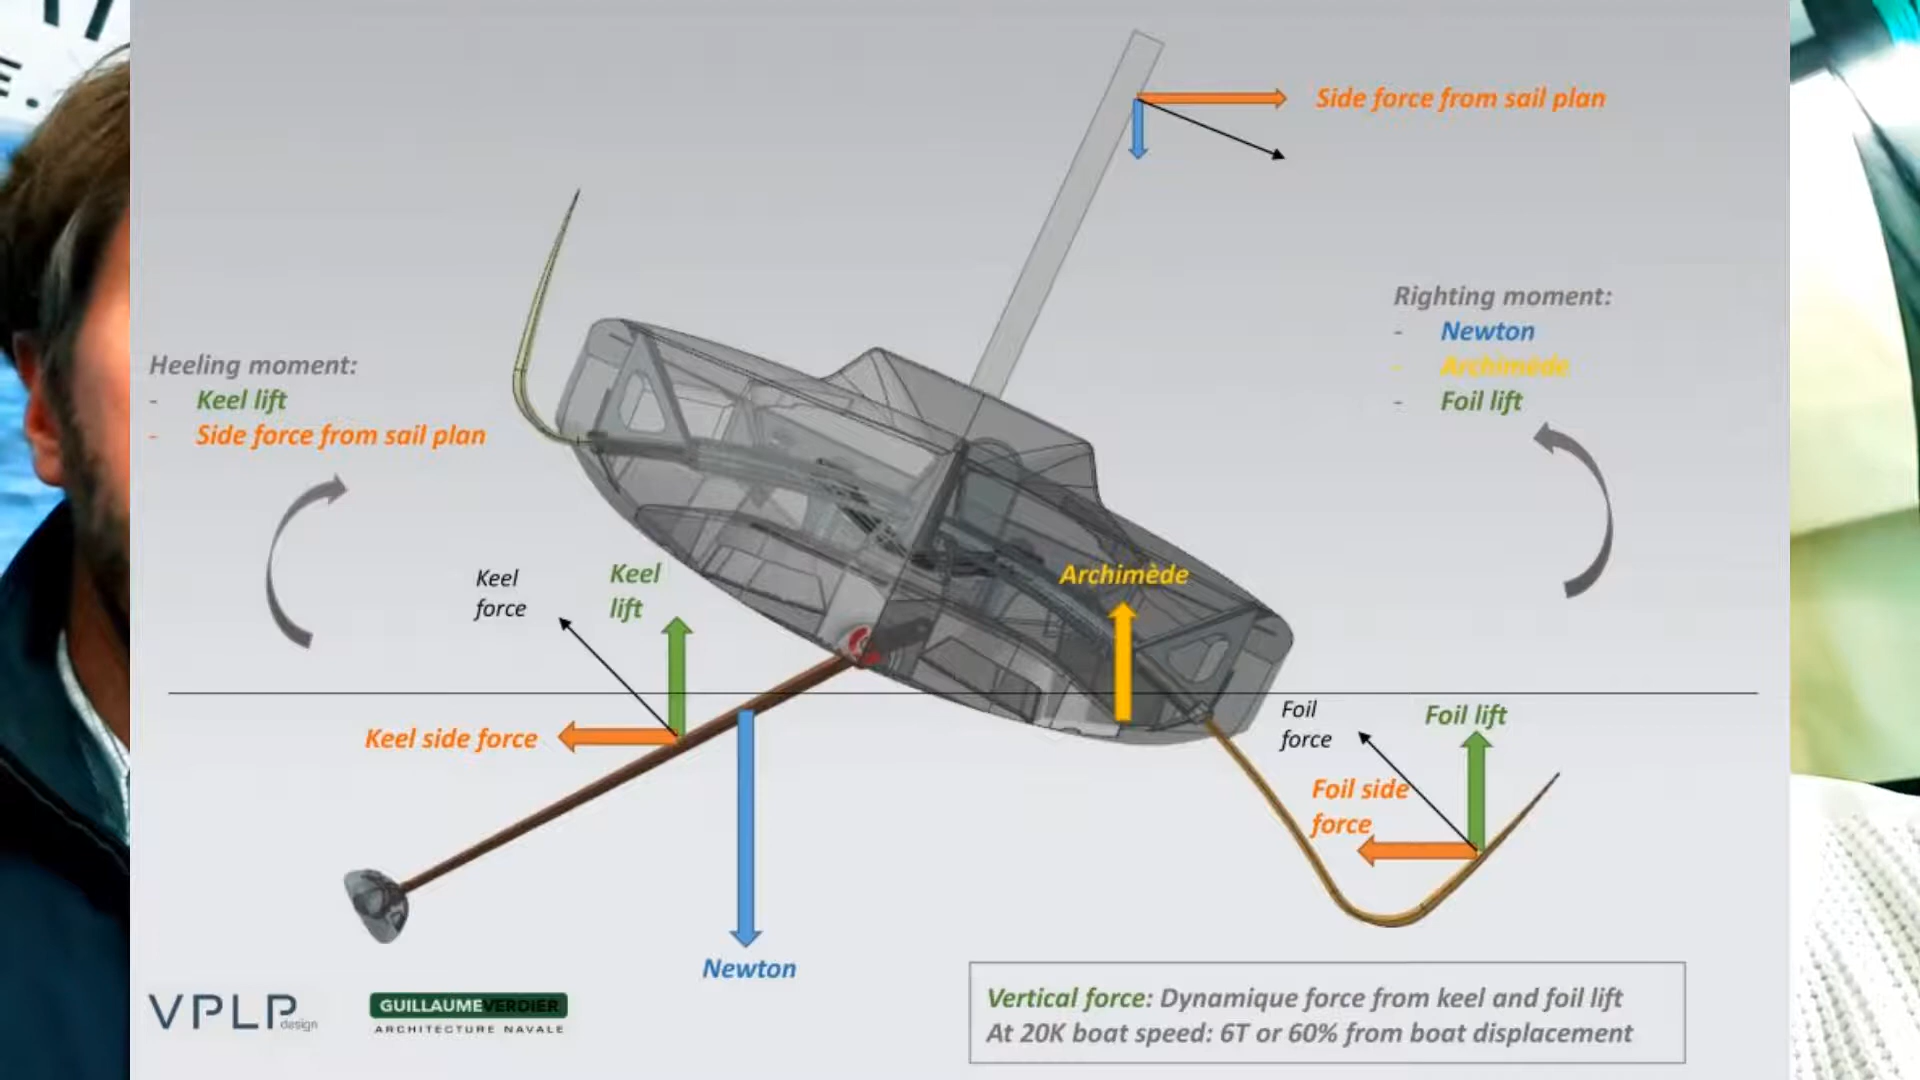 E.
Side force from sail plan
Righting moment:
- Newton
- Archimède
- Foil lift
Heeling moment:
- Keel lift
- Side force from sail plan
Keel
force
Keel
lift
Archimède
Keel side force
Foil
force
Foil lift
Foil side
force
Newton
VPLP
design
GUILLAUMEVERDIER
ARCHITECTURE NAVALE
Vertical force: Dynamique force from keel and foil lift
At 20K boat speed: 6T or 60% from boat displacement